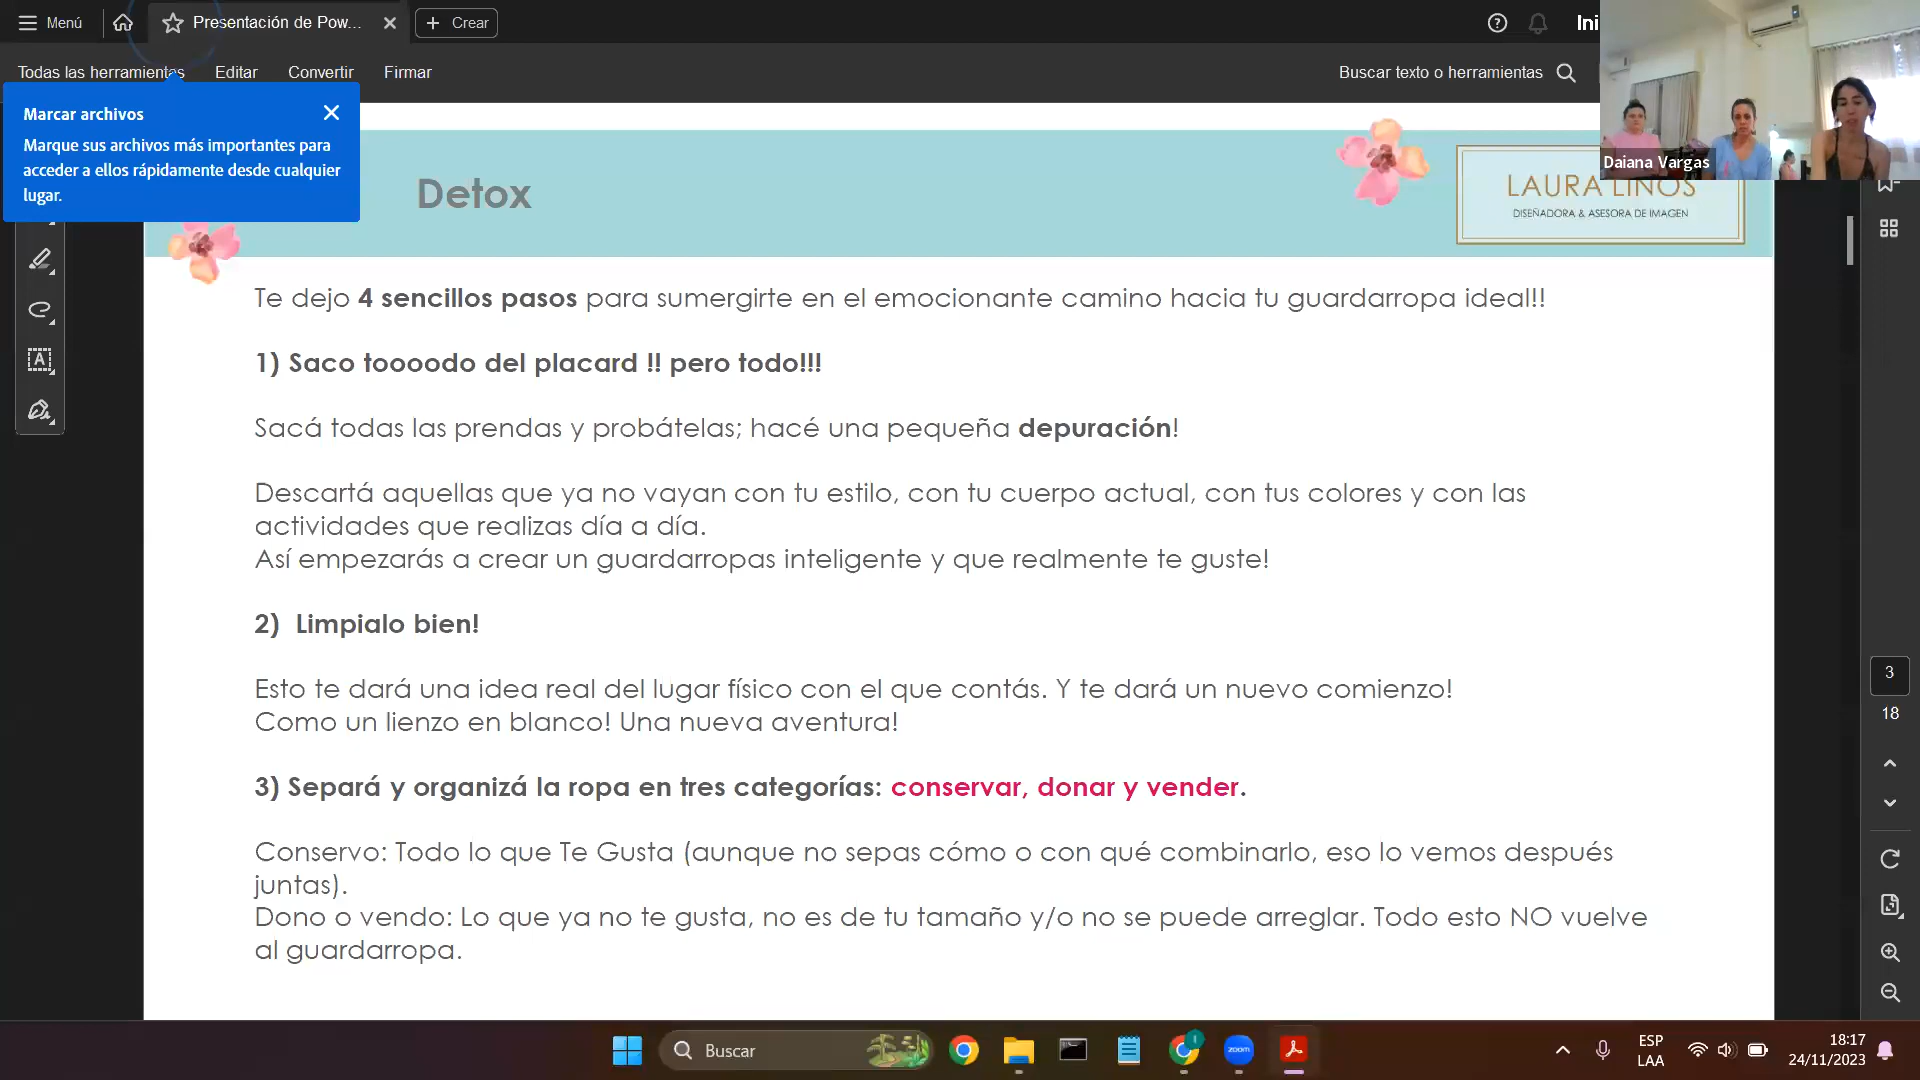 Menú
Presentación de Pow...
Crear
Ini
Todas las herramientas
Editar
Convertir
Firmar
Buscar texto o herramientas
Marcar archivos
Marque sus archivos más importantes para
acceder a ellos rápidamente desde cualquier
lugar.
Daiana Vargas
Detox
LAURA LINOS
DISEÑADORA & ASESORA DE IMAGEN
Te dejo 4 sencillos pasos para sumergirte en el emocionante camino hacia tu guardarropa ideal!!
1) Saco toooodo del placard !! pero todo!!!
Sacá todas las prendas y probátelas; hacé una pequeña depuración!
Descartá aquellas que ya no vayan con tu estilo, con tu cuerpo actual, con tus colores y con las
actividades que realizas día a día.
Así empezarás a crear un guardarropas inteligente y que realmente te guste!
2) Limpialo bien!
Esto te dará una idea real del lugar físico con el que contás. Y te dará un nuevo comienzo!
Como un lienzo en blanco! Una nueva aventura!
3) Separá y organizá la ropa en tres categorías: conservar, donar y vender.
Conservo: Todo lo que Te Gusta (aunque no sepas cómo o con qué combinarlo, eso lo vemos después
juntas).
Dono o vendo: Lo que ya no te gusta, no es de tu tamaño y/o no se puede arreglar. Todo esto NO vuelve
al guardarropa.
3
18
Buscar
zoom
ESP
LAA
18:17
24/11/2023